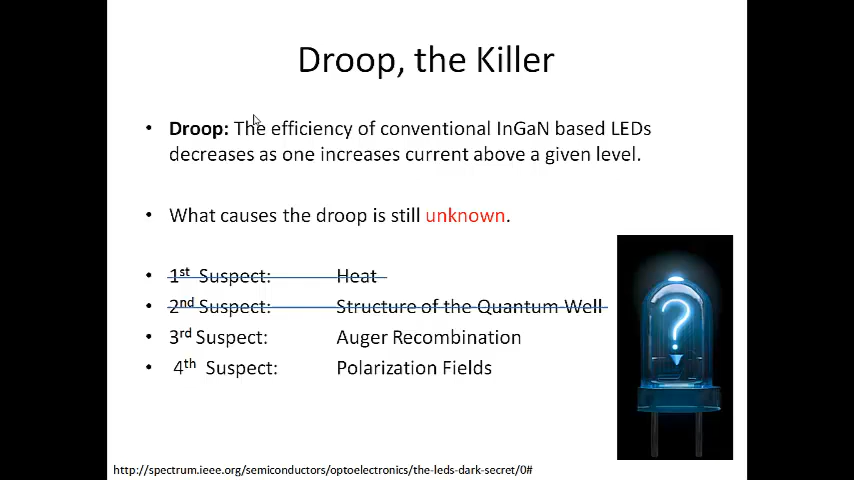 Droop, the Killer
• Droop: The efficiency of conventional InGaN based LEDs
decreases as one increases current above a given level.
• What causes the droop is still unknown.
• 1st Suspect: Heat
• 2nd Suspect: Structure of the Quantum Well
• 3rd Suspect: Auger Recombination
• 4th Suspect: Polarization Fields
?
http://spectrum.ieee.org/semiconductors/optoelectronics/the-leds-dark-secret/0#